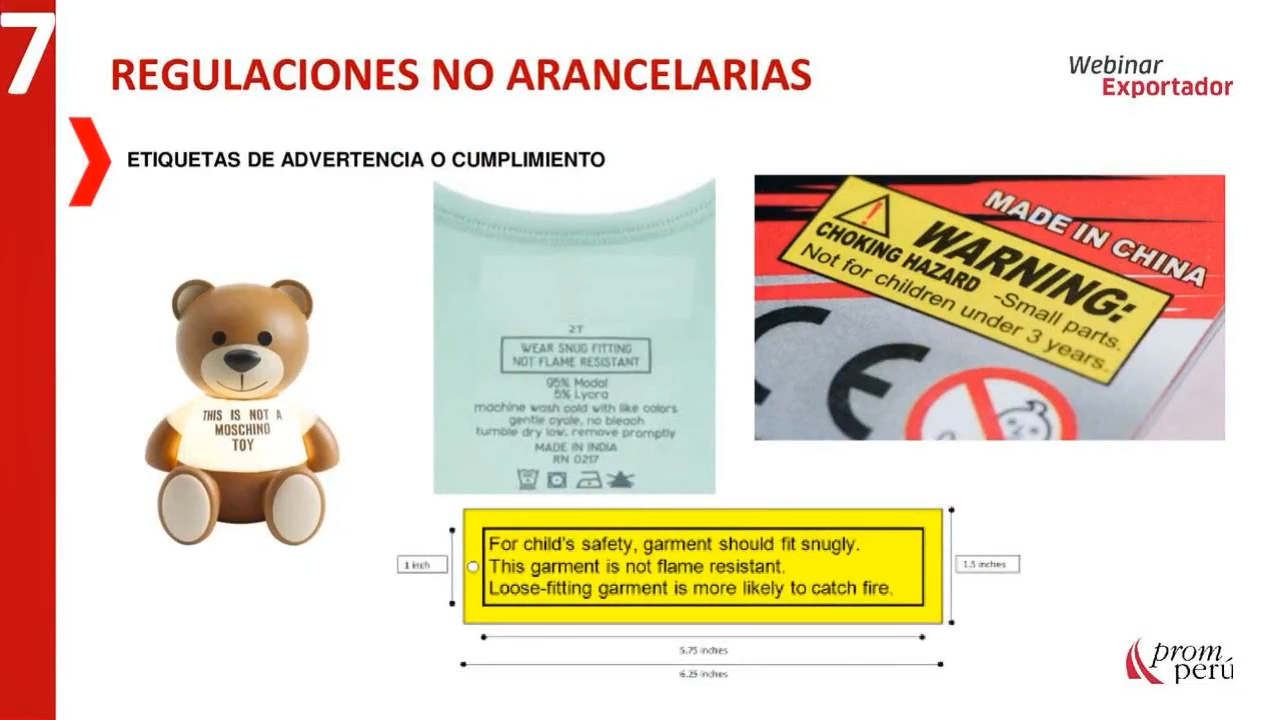 7
REGULACIONES NO ARANCELARIAS
Webinar
Exportador
ETIQUETAS DE ADVERTENCIA O CUMPLIMIENTO
THIS IS NOT A
MOSCHINO
TOY
2T
WEAR SNUG FITTING
NOT FLAME RESISTANT
95% Modal
5% Lycra
machine wash cold with like colors
gentle cycle, no bleach
tumble dry low, remove promptly
MADE IN INDIA
RN 0217
MADE IN CHINA
WARNING:
CHOKING HAZARD -Small parts.
Not for children under 3 years.
CE
For child's safety, garment should fit snugly.
This garment is not flame resistant.
Loose-fitting garment is more likely to catch fire.
1 inch
1.5 inches
5.75 inches
6.25 inches
prom
perú